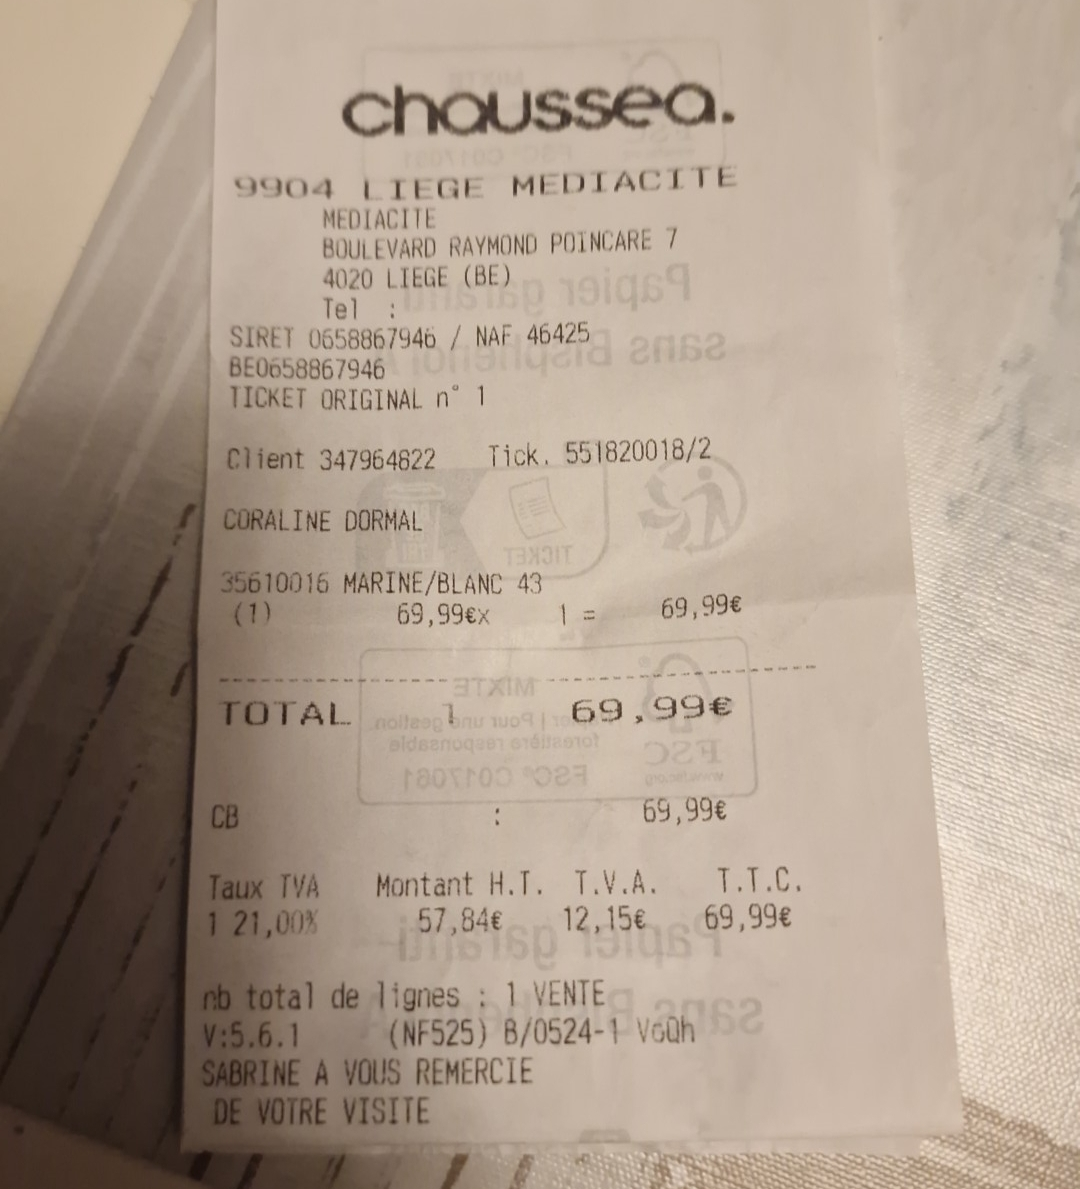 chaussea.
9904 LIEGE MEDIACITE
MEDIACITE
BOULEVARD RAYMOND POINCARE 7
4020 LIEGE (BE)
Tel :
SIRET 0658867946 / NAF 46425
BE0658867946
TICKET ORIGINAL n° 1
Client 347964822 Tick. 551820018/2
CORALINE DORMAL
35610016 MARINE/BLANC 43
(1) 69,99€x 1 = 69,99€
TOTAL 1 69,99€
CB : 69,99€
Taux TVA Montant H.T. T.V.A. T.T.C.
1 21,00% 57,84€ 12,15€ 69,99€
nb total de lignes : 1 VENTE
V:5.6.1 (NF525) B/0524-1 VoQh
SABRINE A VOUS REMERCIE
DE VOTRE VISITE